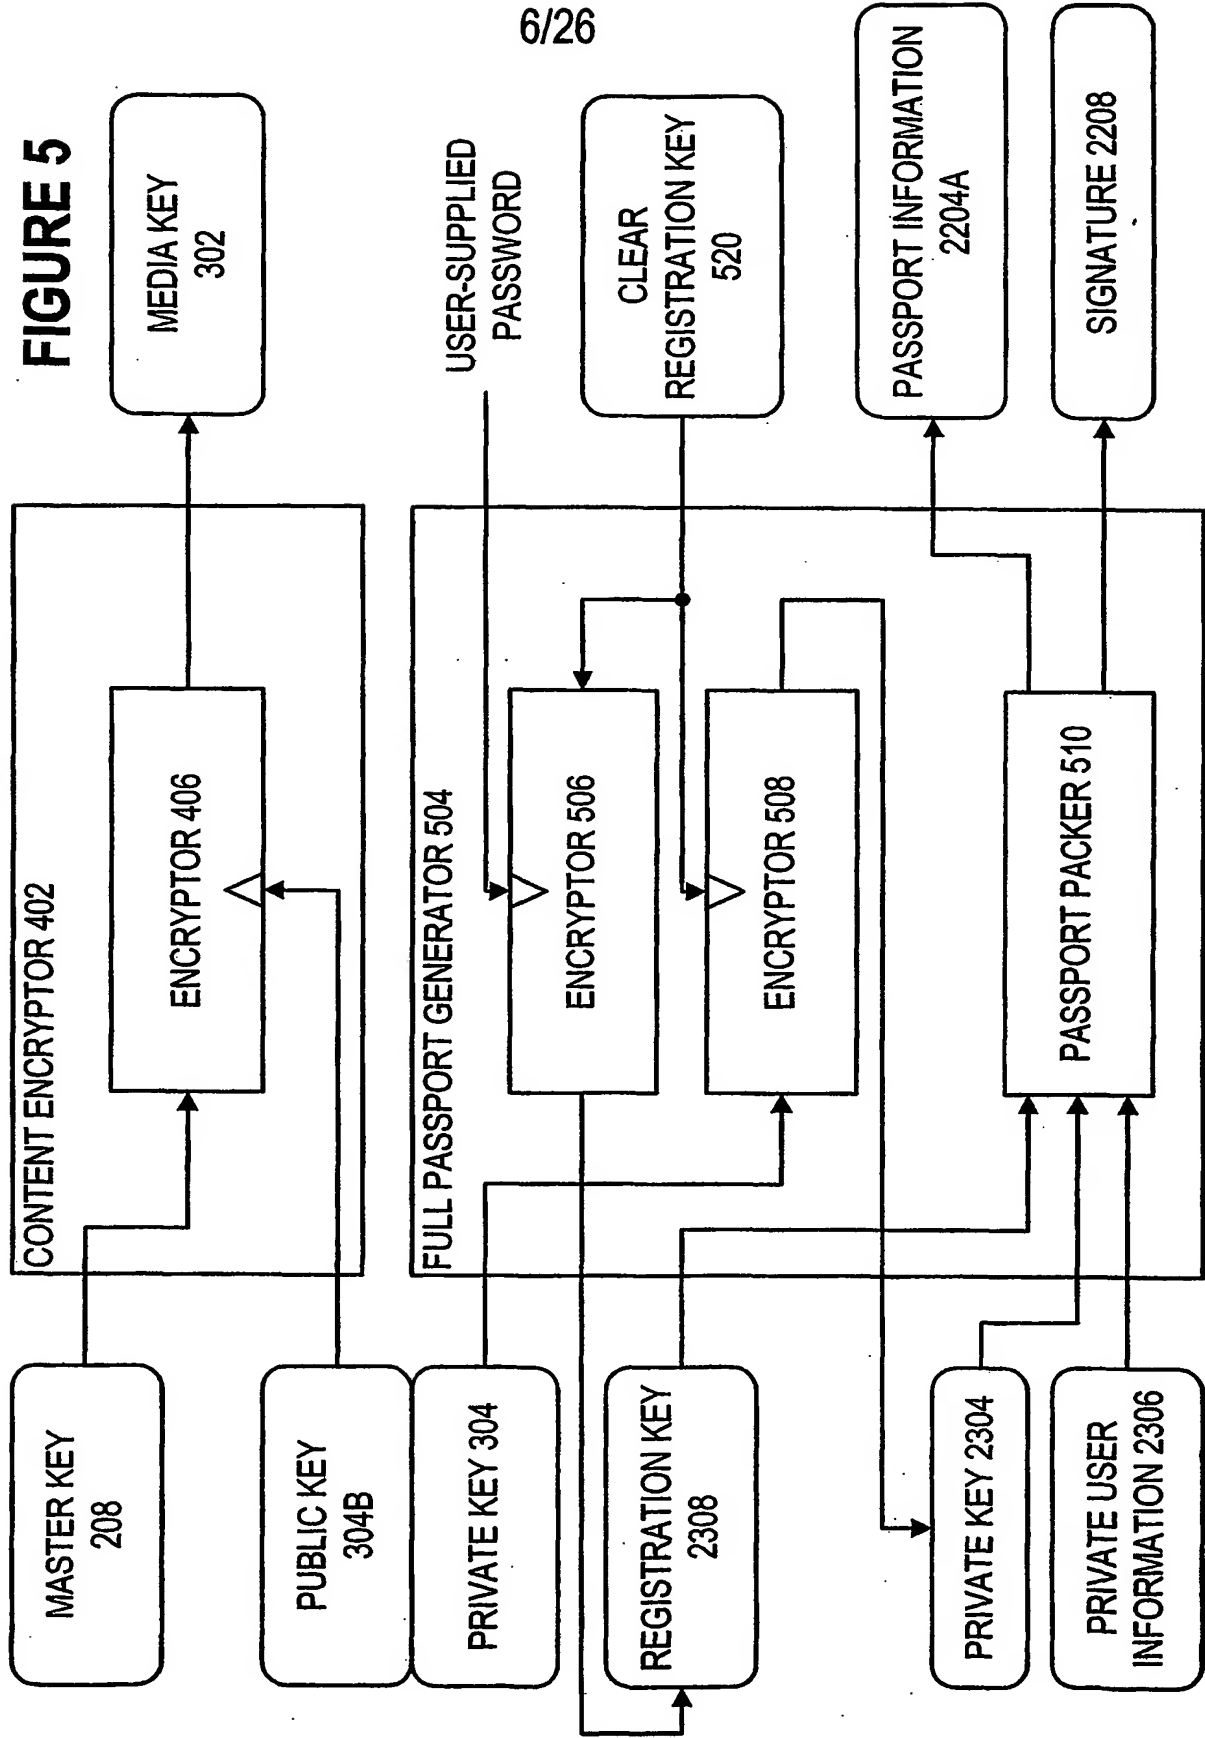 6/26
FIGURE 5
MASTER KEY
208
CONTENT ENCRYPTOR 402
ENCRYPTOR 406
MEDIA KEY
302
PUBLIC KEY
304B
PRIVATE KEY 304
FULL PASSPORT GENERATOR 504
USER-SUPPLIED
PASSWORD
ENCRYPTOR 506
CLEAR
REGISTRATION KEY
520
REGISTRATION KEY
2308
ENCRYPTOR 508
PRIVATE KEY 2304
PASSPORT INFORMATION
2204A
PRIVATE USER
INFORMATION 2306
PASSPORT PACKER 510
SIGNATURE 2208